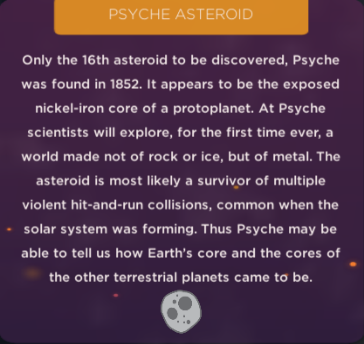 PSYCHE ASTEROID
Only the 16th asteroid to be discovered, Psyche
was found in 1852. It appears to be the exposed
nickel-iron core of a protoplanet. At Psyche
scientists will explore, for the first time ever, a
world made not of rock or ice, but of metal. The
asteroid is most likely a survivor of multiple
violent hit-and-run collisions, common when the
solar system was forming. Thus Psyche may be
able to tell us how Earth's core and the cores of
the other terrestrial planets came to be.